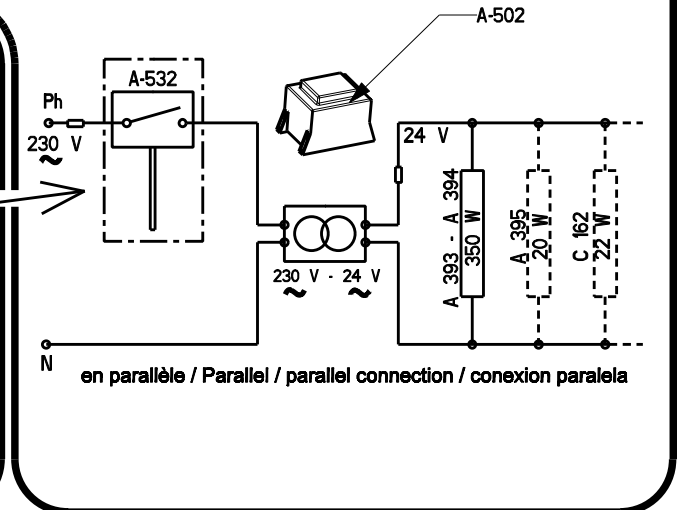 A-502
A-532
Ph
230 V
24 V
A 393 - A 394
350 W
A 395
20 W
C 162
22 W
230 V - 24 V
N
en parallèle / Parallel / parallel connection / conexion paralela